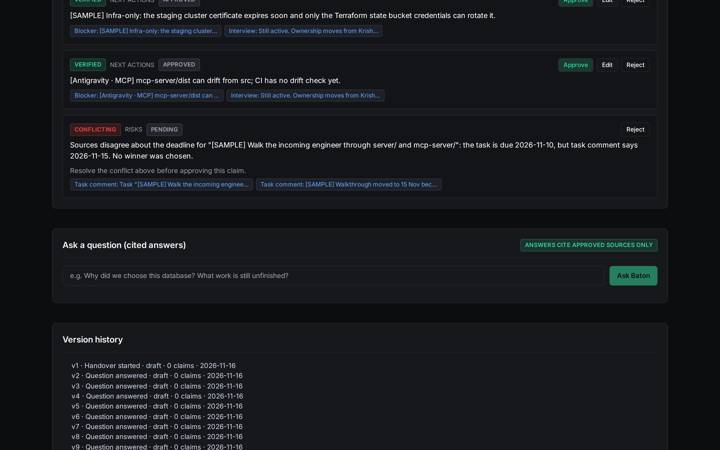 VERIFIED NEXT ACTIONS APPROVED Approve Edit Reject
[SAMPLE] Infra-only: the staging cluster certificate expires soon and only the Terraform state bucket credentials can rotate it.
Blocker: [SAMPLE] Infra-only: the staging cluster... Interview: Still active. Ownership moves from Krish...
VERIFIED NEXT ACTIONS APPROVED Approve Edit Reject
[Antigravity · MCP] mcp-server/dist can drift from src; CI has no drift check yet.
Blocker: [Antigravity · MCP] mcp-server/dist can ... Interview: Still active. Ownership moves from Krish...
CONFLICTING RISKS PENDING Reject
Sources disagree about the deadline for "[SAMPLE] Walk the incoming engineer through server/ and mcp-server/": the task is due 2026-11-10, but task comment says
2026-11-15. No winner was chosen.
Resolve the conflict above before approving this claim.
Task comment: Task "[SAMPLE] Walk the incoming enginee... Task comment: [SAMPLE] Walkthrough moved to 15 Nov bec...
Ask a question (cited answers) ANSWERS CITE APPROVED SOURCES ONLY
e.g. Why did we choose this database? What work is still unfinished? Ask Baton
Version history
v1 · Handover started · draft · 0 claims · 2026-11-16
v2 · Question answered · draft · 0 claims · 2026-11-16
v3 · Question answered · draft · 0 claims · 2026-11-16
v4 · Question answered · draft · 0 claims · 2026-11-16
v5 · Question answered · draft · 0 claims · 2026-11-16
v6 · Question answered · draft · 0 claims · 2026-11-16
v7 · Question answered · draft · 0 claims · 2026-11-16
v8 · Question answered · draft · 0 claims · 2026-11-16
v9 · Question answered · draft · 0 claims · 2026-11-16